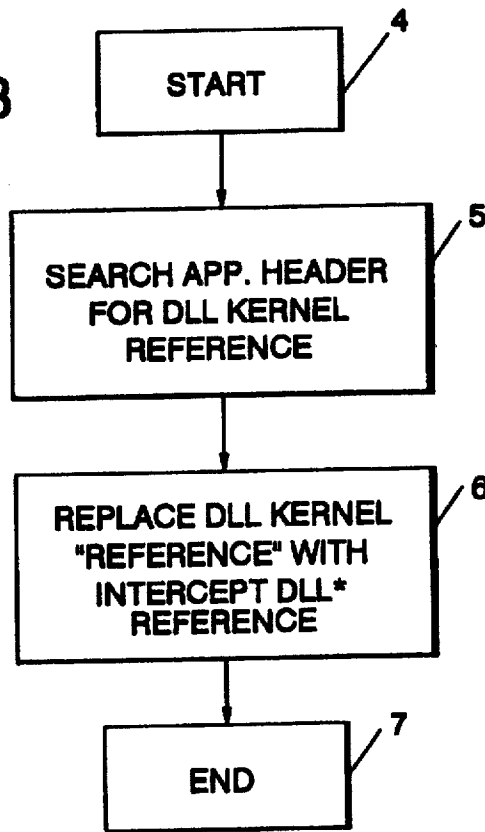 4
START
5
SEARCH APP. HEADER
FOR DLL KERNEL
REFERENCE
6
REPLACE DLL KERNEL
"REFERENCE" WITH
INTERCEPT DLL*
REFERENCE
7
END